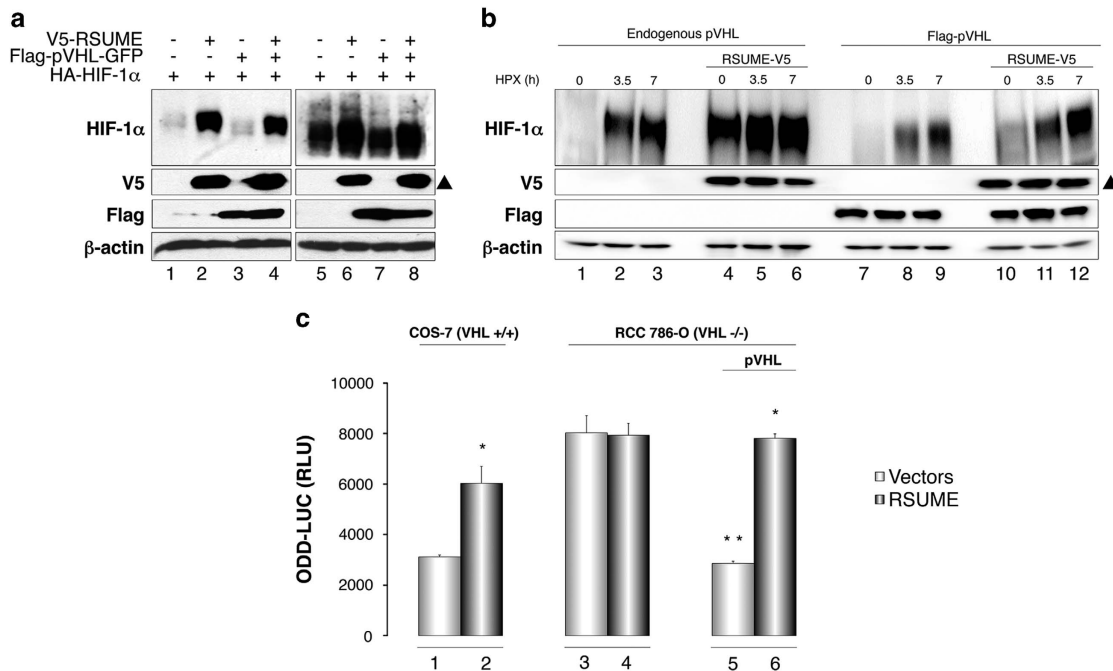 a
V5-RSUME - + - + - + - +
Flag-pVHL-GFP - - + + - - + +
HA-HIF-1α + + + + + + + +
HIF-1α
V5
Flag
β-actin
1 2 3 4 5 6 7 8
b
Endogenous pVHL Flag-pVHL
RSUME-V5 RSUME-V5
HPX (h) 0 3.5 7 0 3.5 7 0 3.5 7 0 3.5 7
HIF-1α
V5
Flag
β-actin
1 2 3 4 5 6 7 8 9 10 11 12
c
COS-7 (VHL +/+) RCC 786-O (VHL -/-)
pVHL
ODD-LUC (RLU)
10000
8000
6000
4000
2000
0
*
* *
*
1 2 3 4 5 6
Vectors
RSUME